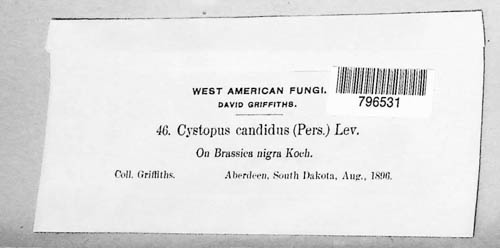 WEST AMERICAN FUNGI.
DAVID GRIFFITHS.
796531
46. Cystopus candidus (Pers.) Lev.
On Brassica nigra Koch.
Coll. Griffiths. Aberdeen, South Dakota, Aug., 1896.